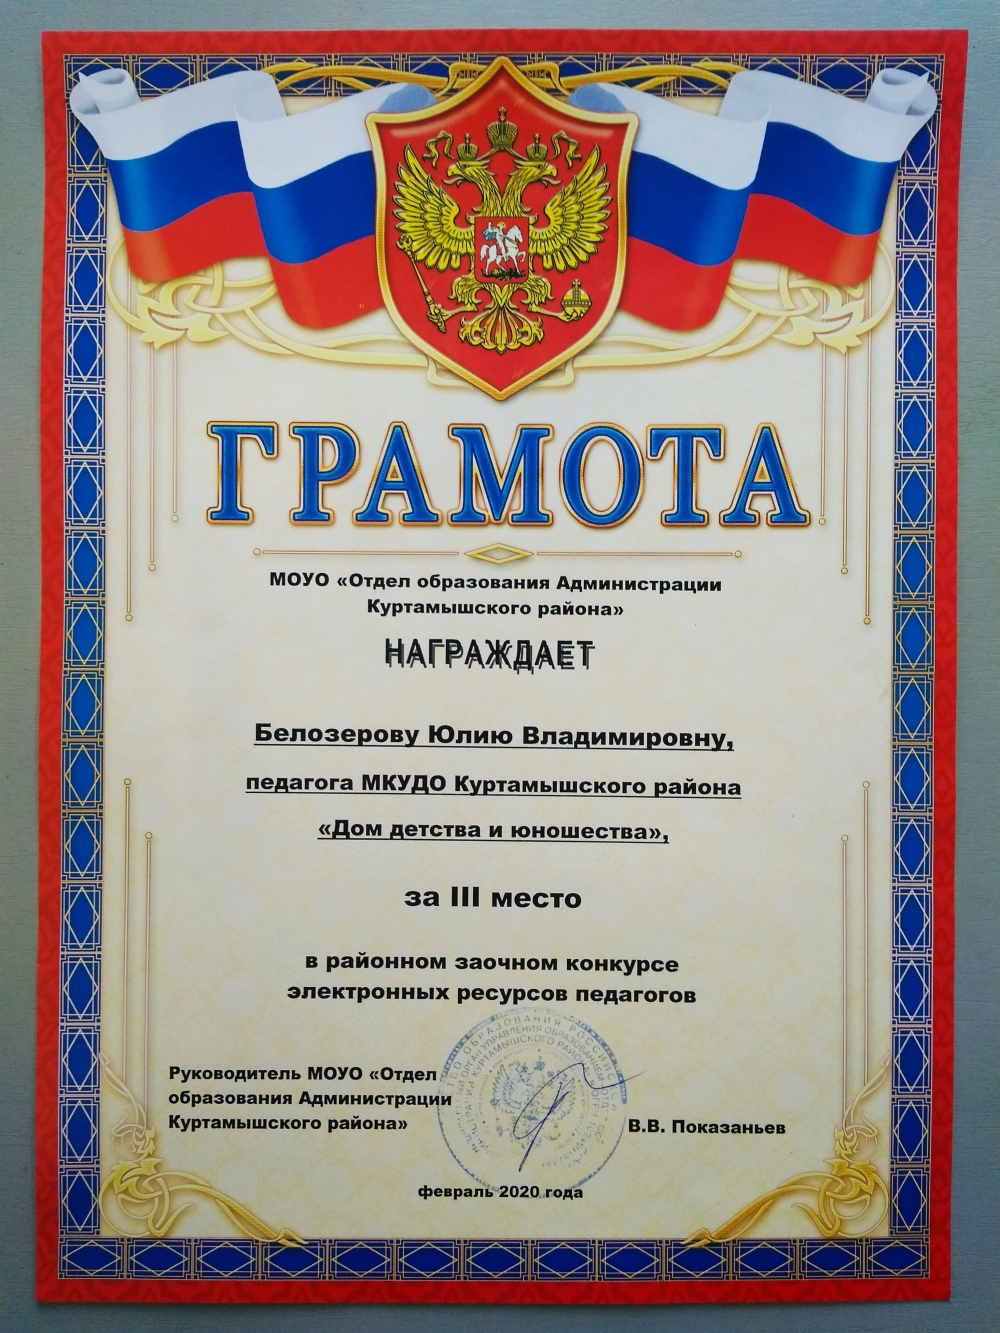 ГРАМОТА
МОУО «Отдел образования Администрации
Куртамышского района»
НАГРАЖДАЕТ
Белозерову Юлию Владимировну,
педагога МКУДО Куртамышского района
«Дом детства и юношества»,
за III место
в районном заочном конкурсе
электронных ресурсов педагогов
Руководитель МОУО «Отдел
образования Администрации
Куртамышского района»
В.В. Показаньев
февраль 2020 года